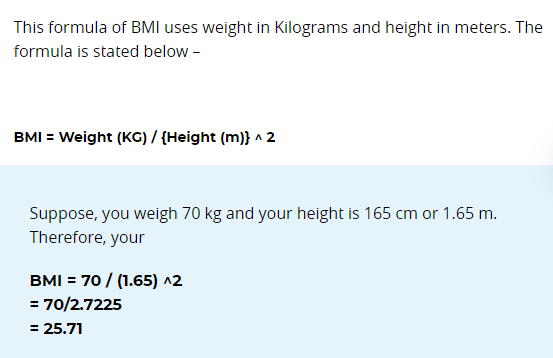 This formula of BMI uses weight in Kilograms and height in meters. The
formula is stated below –
BMI = Weight (KG) / {Height (m)} ^ 2
Suppose, you weigh 70 kg and your height is 165 cm or 1.65 m.
Therefore, your
BMI = 70 / (1.65) ^2
= 70/2.7225
= 25.71